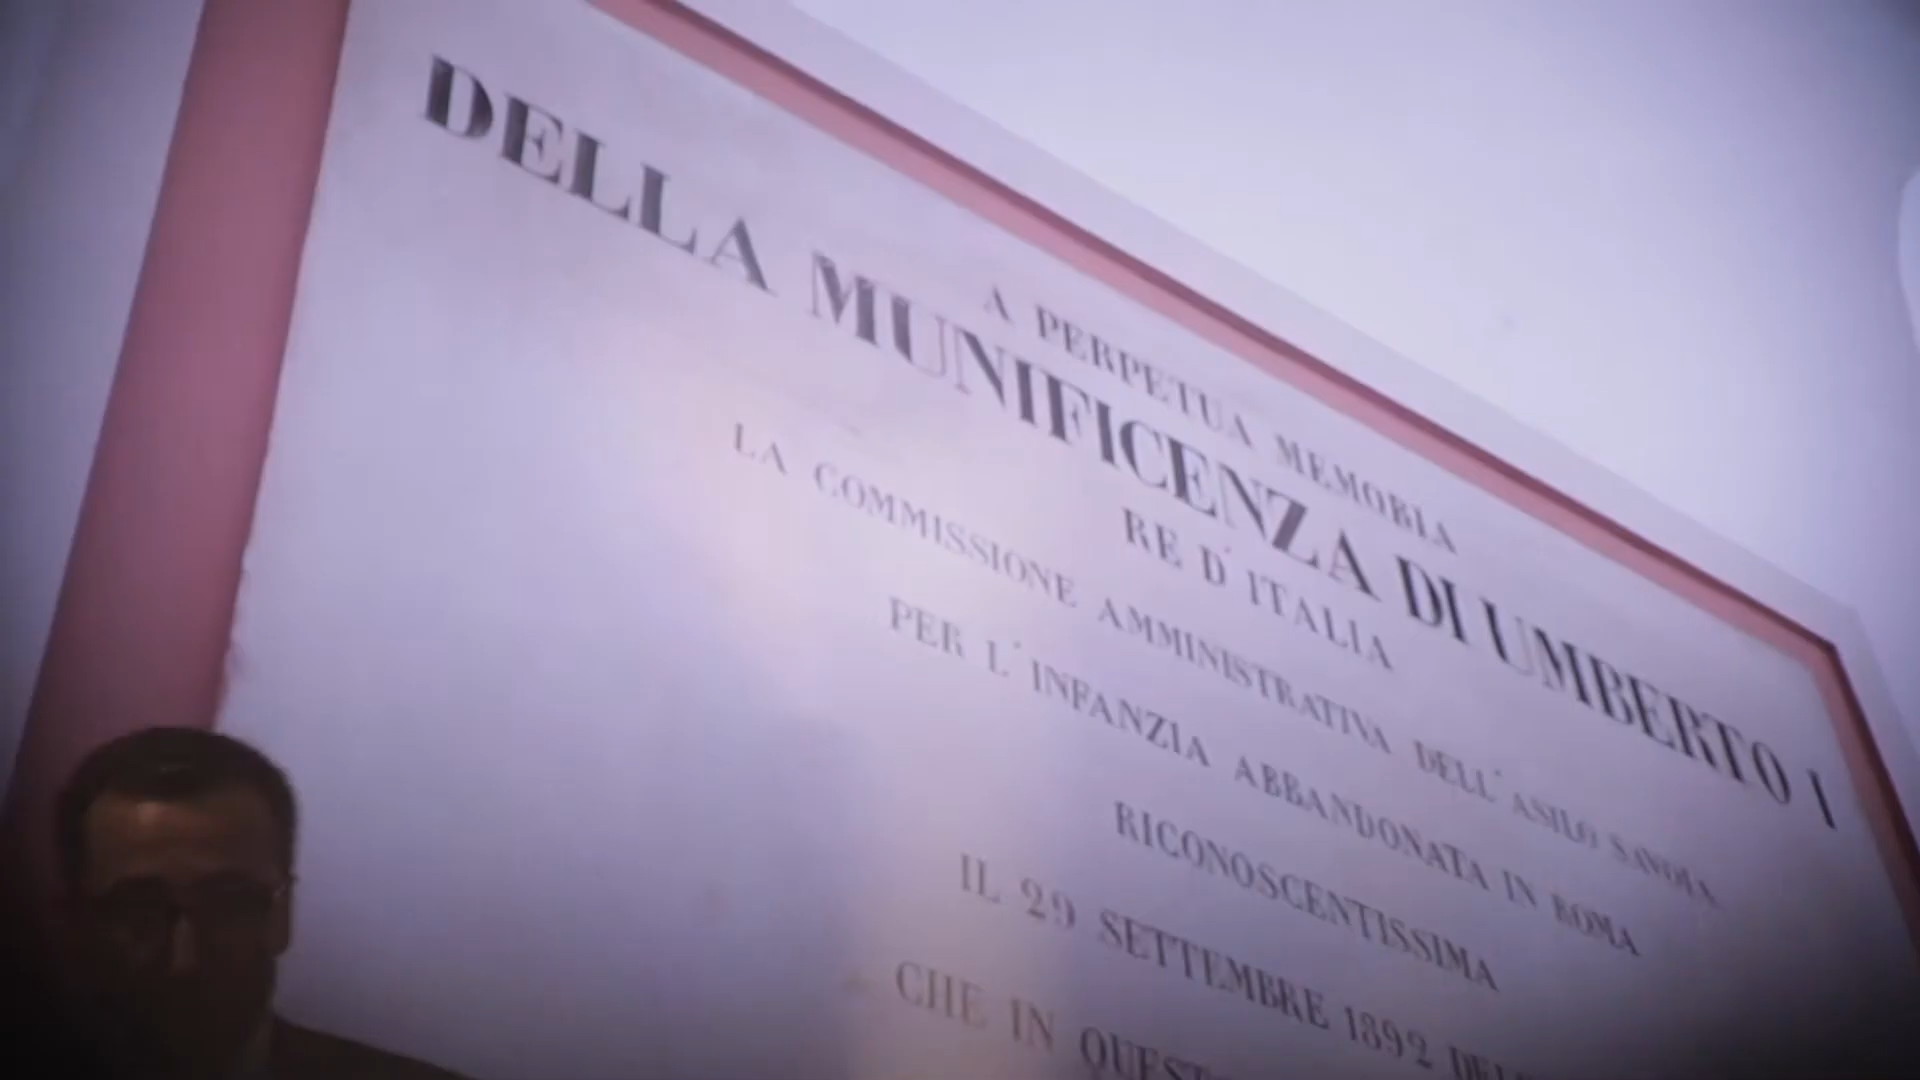 A PERPETUA MEMORIA
DELLA MUNIFICENZA DI UMBERTO I
RE D'ITALIA
LA COMMISSIONE AMMINISTRATIVA DELL'ASILO SAVOIA
PER L'INFANZIA ABBANDONATA IN ROMA
RICONOSCENTISSIMA
IL 29 SETTEMBRE 1892
CHE IN